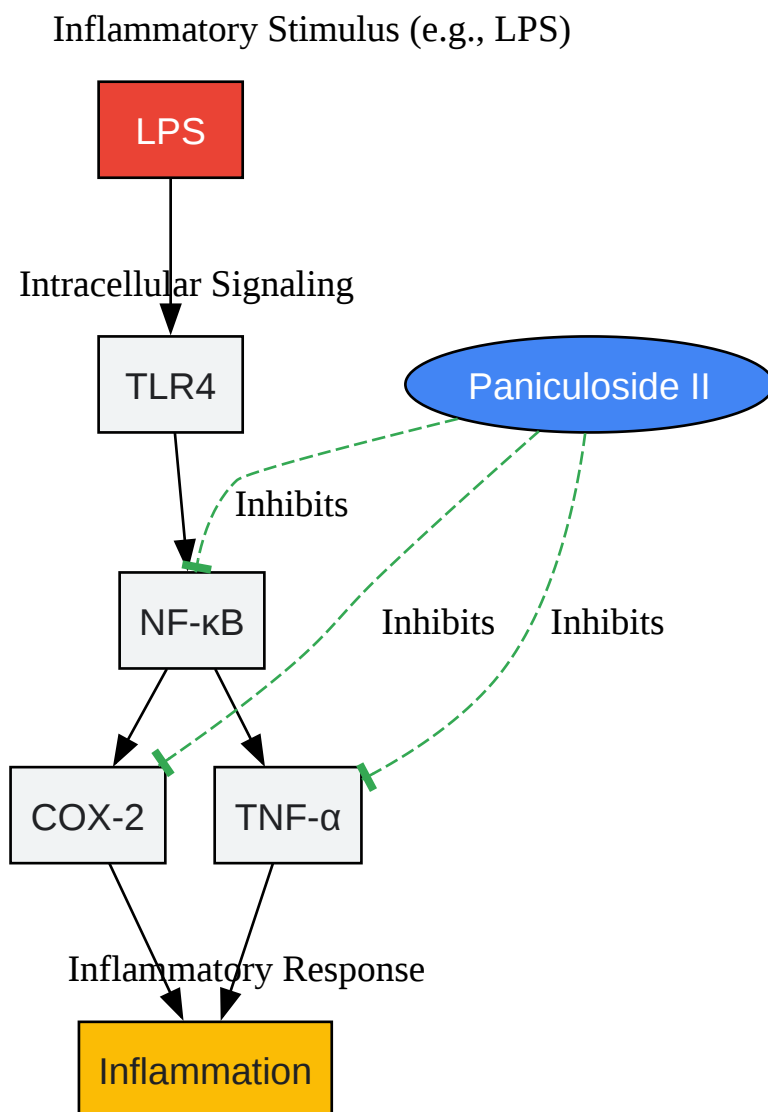 Inflammatory Stimulus (e.g., LPS)
LPS
Intracellular Signaling
TLR4
Paniculoside II
Inhibits
NF-κB
Inhibits
Inhibits
COX-2
TNF-α
Inflammatory Response
Inflammation